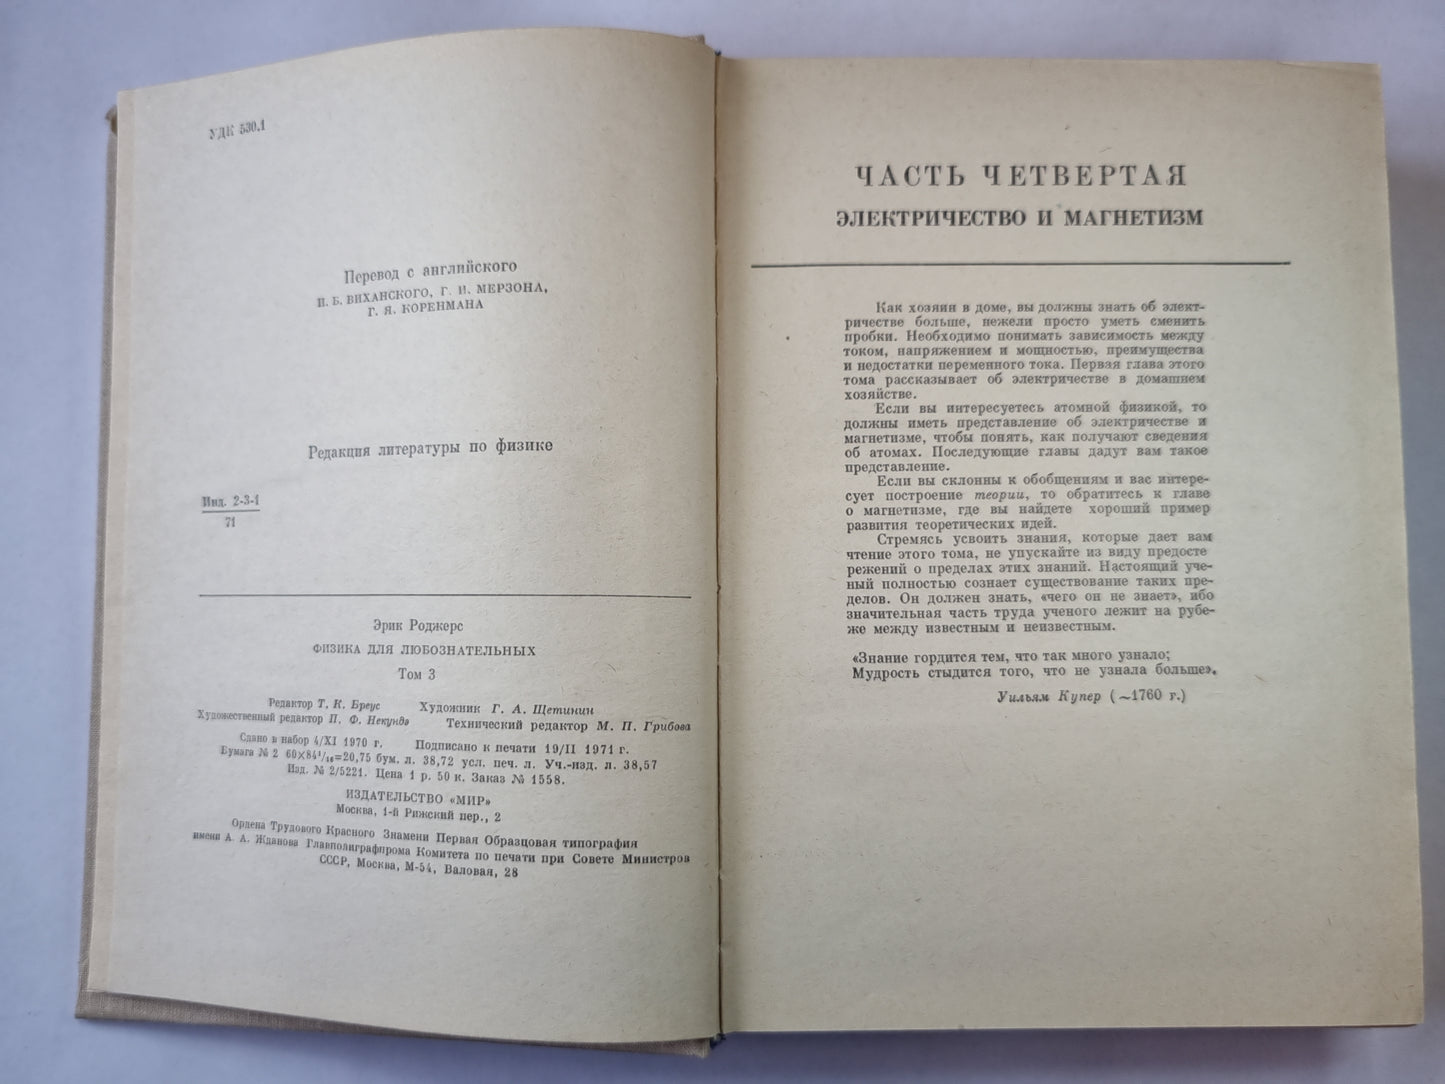 УДК 530.1
Перевод с английского
П. Б. ВИХАНСКОГО, Г. И. МЕРЗОНА,
Г. Я. КОРЕНМАНА
Редакция литературы по физике
Инд. 2-3-1
71
Эрик Роджерс
ФИЗИКА ДЛЯ ЛЮБОЗНАТЕЛЬНЫХ
Том 3
Редактор Т. К. Бреус Художник Г. А. Щетинин
Художественный редактор П. Ф. Некундэ Технический редактор М. П. Грибова
Сдано в набор 4/XI 1970 г. Подписано к печати 19/II 1971 г.
Бумага № 2 60×84¹/₁₆=20,75 бум. л. 38,72 усл. печ. л. Уч.-изд. л. 38,57
Изд. № 2/5221. Цена 1 р. 50 к. Заказ № 1558.
ИЗДАТЕЛЬСТВО «МИР»
Москва, 1-й Рижский пер., 2
Ордена Трудового Красного Знамени Первая Образцовая типография
имени А. А. Жданова Главполиграфпрома Комитета по печати при Совете Министров
СССР, Москва, М-54, Валовая, 28
ЧАСТЬ ЧЕТВЕРТАЯ
ЭЛЕКТРИЧЕСТВО И МАГНЕТИЗМ
Как хозяин в доме, вы должны знать об элект-
ричестве больше, нежели просто уметь сменить
пробки. Необходимо понимать зависимость между
током, напряжением и мощностью, преимущества
и недостатки переменного тока. Первая глава этого
тома рассказывает об электричестве в домашнем
хозяйстве.
Если вы интересуетесь атомной физикой, то
должны иметь представление об электричестве и
магнетизме, чтобы понять, как получают сведения
об атомах. Последующие главы дадут вам такое
представление.
Если вы склонны к обобщениям и вас интере-
сует построение теории, то обратитесь к главе
о магнетизме, где вы найдете хороший пример
развития теоретических идей.
Стремясь усвоить знания, которые дает вам
чтение этого тома, не упускайте из виду предосте
режений о пределах этих знаний. Настоящий уче-
ный полностью сознает существование таких пре-
делов. Он должен знать, «чего он не знает», ибо
значительная часть труда ученого лежит на рубе-
же между известным и неизвестным.
«Знание гордится тем, что так много узнало;
Мудрость стыдится того, что не узнала больше».
Уильям Купер (~1760 г.)